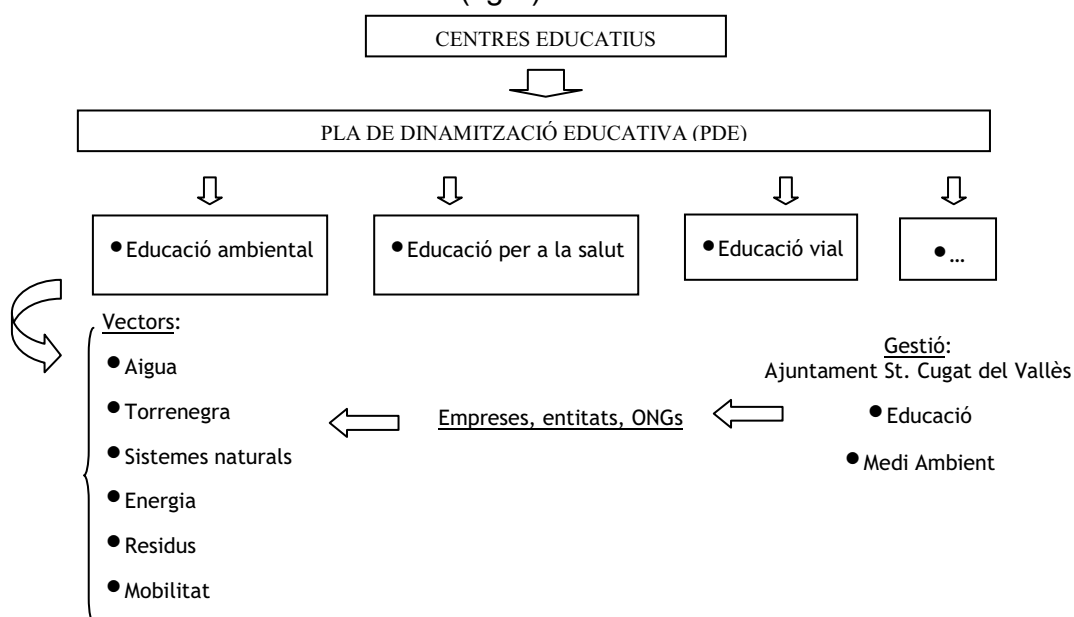 CENTRES EDUCATIUS
PLA DE DINAMITZACIÓ EDUCATIVA (PDE)
•Educació ambiental
•Educació per a la salut
•Educació vial
•…
Vectors:
•Aigua
•Torrenegra
•Sistemes naturals
•Energia
•Residus
•Mobilitat
Empreses, entitats, ONGs
Gestió:
Ajuntament St. Cugat del Vallès
•Educació
•Medi Ambient